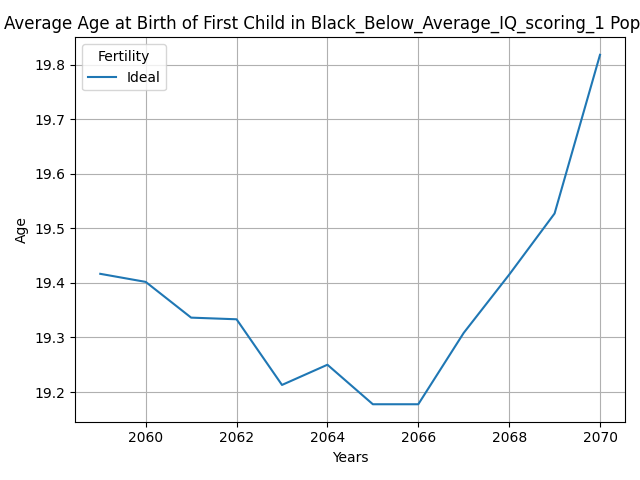 Average Age at Birth of First Child in Black_Below_Average_IQ_scoring_1 Pop
Fertility
Ideal
19.8
19.7
19.6
19.5
19.4
19.3
19.2
Age
2060 2062 2064 2066 2068 2070
Years